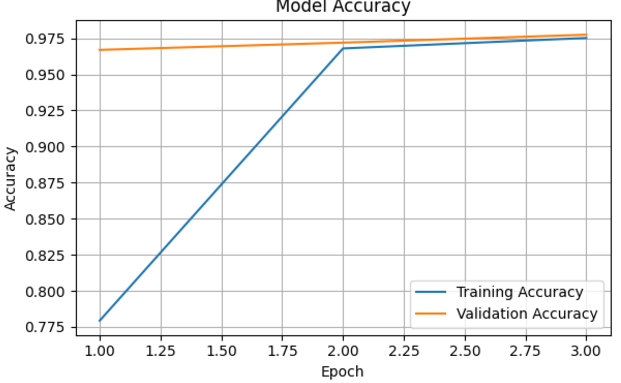 Model Accuracy
0.975
0.950
0.925
0.900
0.875
0.850
0.825
0.800
0.775
Accuracy
Training Accuracy
Validation Accuracy
1.00 1.25 1.50 1.75 2.00 2.25 2.50 2.75 3.00
Epoch